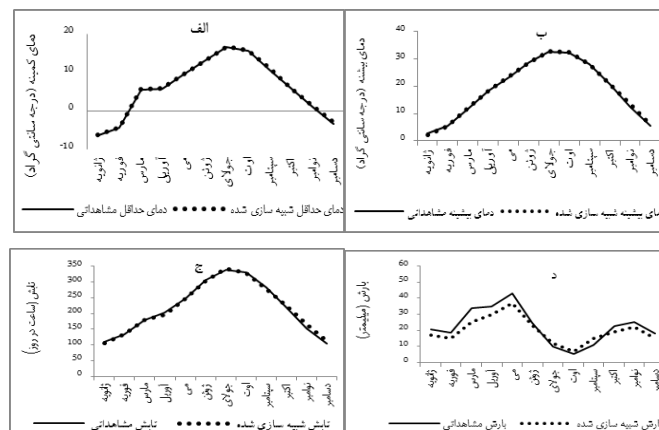 الف
دمای کمینه (درجه سانتی گراد)
20
10
0
-10
ژانویه
فوریه
مارس
آوریل
می
ژوئن
جولای
اوت
سپتامبر
اکتبر
نوامبر
دسامبر
دمای حداقل مشاهداتی
دمای حداقل شبیه سازی شده
ب
دمای بیشنه (درجه سانتی گراد)
40
30
20
10
0
ژانویه
فوریه
مارس
آوریل
می
ژوئن
جولای
اوت
سپتامبر
اکتبر
نوامبر
دسامبر
دمای بیشینه مشاهداتی
مای بیشینه شبیه سازی شده
ج
تابش (ساعت در روز)
350
300
250
200
150
100
50
0
ژانویه
فوریه
مارس
آوریل
می
ژوئن
جولای
اوت
سپتامبر
اکتبر
نوامبر
دسامبر
تابش مشاهداتی
تابش شبیه سازی شده
د
بارش (میلیمتر)
60
50
40
30
20
10
0
ژانویه
فوریه
مارس
آوریل
می
ژوئن
جولای
اوت
سپتامبر
اکتبر
نوامبر
دسامبر
بارش مشاهداتی
ارش شبیه سازی شده